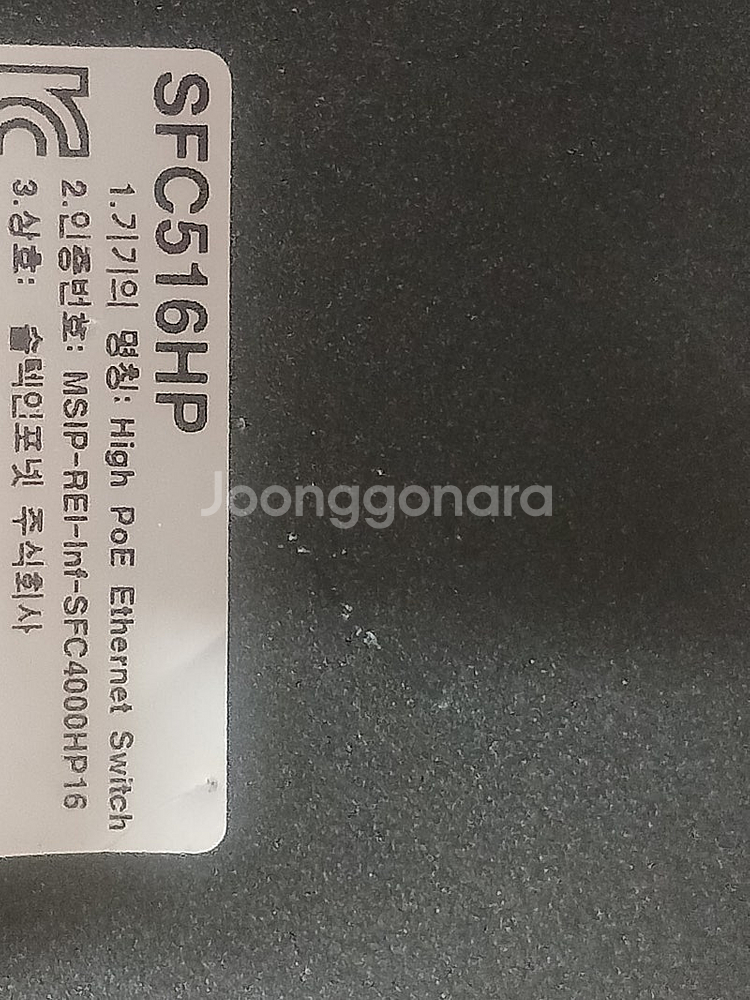 SFC516HP
1.기기의 명칭: High PoE Ethernet Switch
2.인증번호: MSIP-REI-Inf-SFC4000HP16
3.상호: 솔텍인포넷 주식회사
Joonggonara